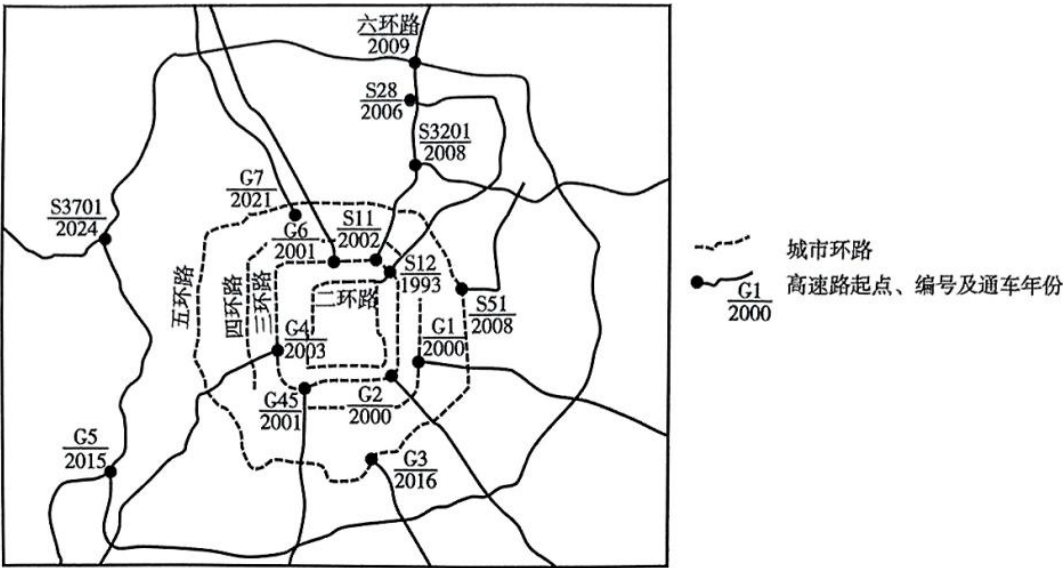 六环路
2009
S28
2006
S3201
2008
G7
2021
S3701
2024
S11
2002
G6
2001
S12
1993
五环路
四环路
三环路
二环路
S51
2008
G4
2003
G1
2000
G45
2001
G2
2000
G5
2015
G3
2016
城市环路
高速路起点、编号及通车年份
G1
2000